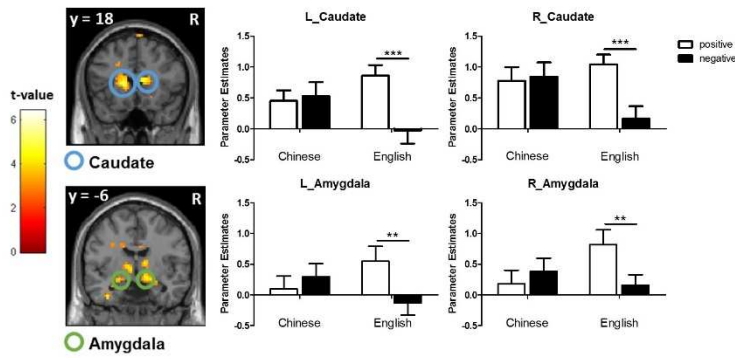 y = 18 R
t-value
6
4
2
0
Caudate
L_Caudate
Parameter Estimates
1.5
1.0
0.5
0.0
-0.5
***
Chinese English
R_Caudate
Parameter Estimates
1.5
1.0
0.5
0.0
-0.5
***
Chinese English
positive
negative
y = -6 R
Amygdala
L_Amygdala
Parameter Estimates
1.5
1.0
0.5
0.0
-0.5
**
Chinese English
R_Amygdala
Parameter Estimates
1.5
1.0
0.5
0.0
-0.5
**
Chinese English